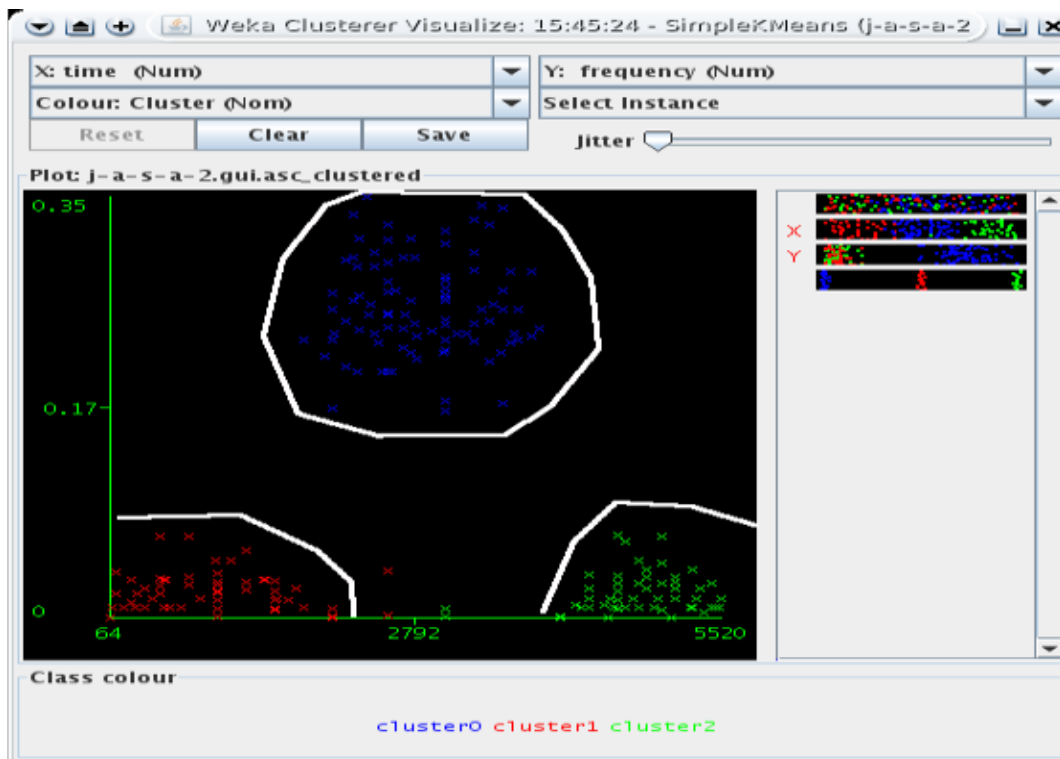 Weka Clusterer Visualize: 15:45:24 - SimpleKMeans (j-a-s-a-2
X: time (Num)
Y: frequency (Num)
Colour: Cluster (Nom)
Select Instance
Reset
Clear
Save
Jitter
Plot: j-a-s-a-2.gui.asc_clustered
0.35
X
Y
0.17
0
64
2792
5520
Class colour
cluster0 cluster1 cluster2